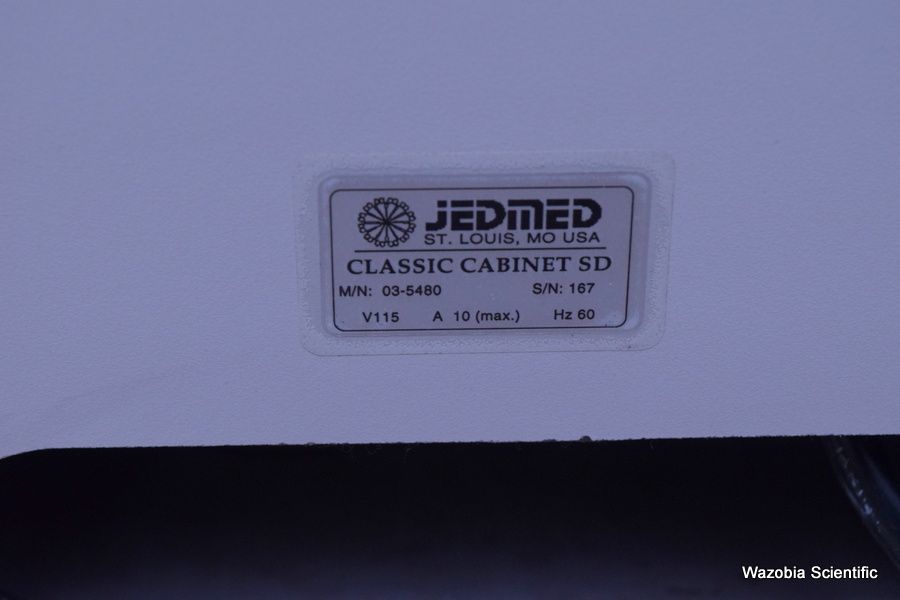 JEDMED
ST. LOUIS, MO USA
CLASSIC CABINET SD
M/N: 03-5480 S/N: 167
V115 A 10 (max.) Hz 60
Wazobia Scientific